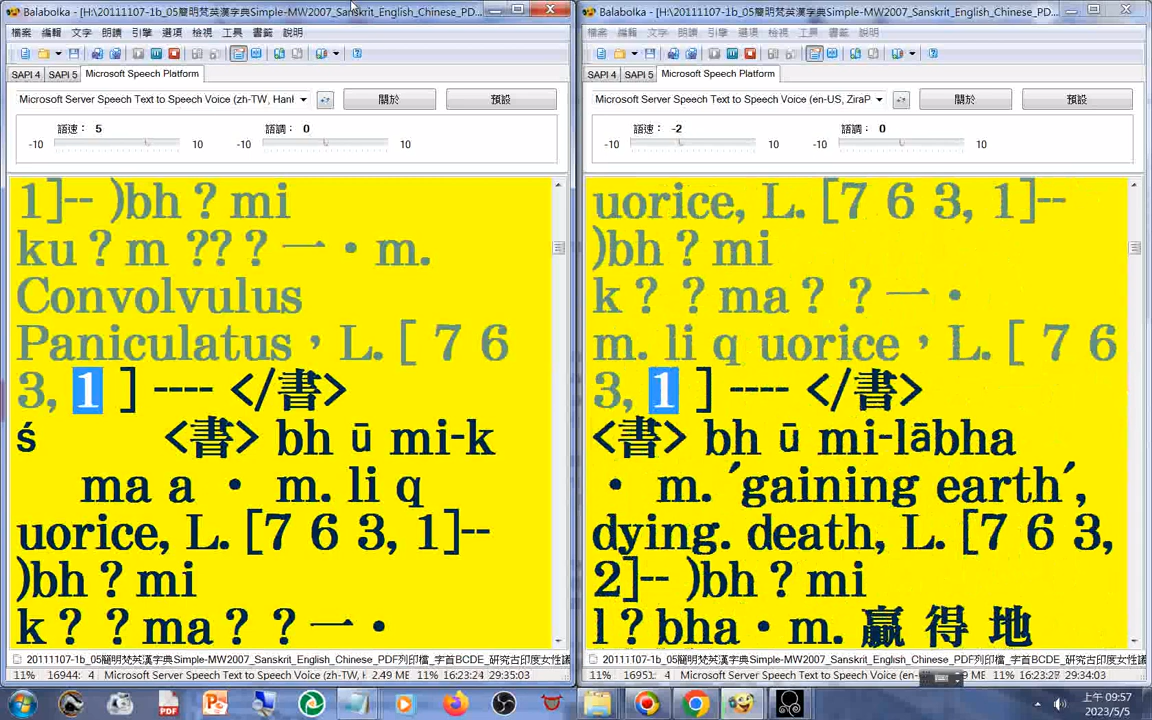 Balabolka - [H:\20111107-1b_05簡明梵英漢字典Simple-MW2007_Sanskrit_English_Chinese_PD...
檔案 編輯 文字 朗讀 引擎 選項 檢視 工具 書籤 說明
SAPI 4 SAPI 5 Microsoft Speech Platform
Microsoft Server Speech Text to Speech Voice (zh-TW, Hanl 關於 預設
語速： 5 語調： 0
-10 10 -10 10
1]-- )bh ? mi
ku ? m ?? ? 一 • m.
Convolvulus
Paniculatus，L. [ 7 6
3, 1 ] ---- </書>
ś <書> bh ū mi-k
ma a • m. li q
uorice, L. [7 6 3, 1]--
)bh ? mi
k ? ? ma ? ? 一 •
20111107-1b_05簡明梵英漢字典Simple-MW2007_Sanskrit_English_Chinese_PDF列印檔_字首BCDE_研究古印度女性議
11% 16944: 4 Microsoft Server Speech Text to Speech Voice (zh-TW, H 2.49 ME 11% 16:23:24 29:35:03
Balabolka - [H:\20111107-1b_05簡明梵英漢字典Simple-MW2007_Sanskrit_English_Chinese_PD...
檔案 編輯 文字 朗讀 引擎 選項 檢視 工具 書籤 說明
SAPI 4 SAPI 5 Microsoft Speech Platform
Microsoft Server Speech Text to Speech Voice (en-US, ZiraP 關於 預設
語速： -2 語調： 0
-10 10 -10 10
uorice, L. [7 6 3, 1]--
)bh ? mi
k ? ? ma ? ? 一 •
m. li q uorice，L. [ 7 6
3, 1 ] ---- </書>
<書> bh ū mi-lābha
• m. ´gaining earth´,
dying. death, L. [7 6 3,
2]-- )bh ? mi
l ? bha • m. 贏 得 地
20111107-1b_05簡明梵英漢字典Simple-MW2007_Sanskrit_English_Chinese_PDF列印檔_字首BCDE_研究古印度女性議
11% 16951: 4 Microsoft Server Speech Text to Speech Voice (en- ME 11% 16:23:27 29:34:03
上午 09:57
2023/5/5